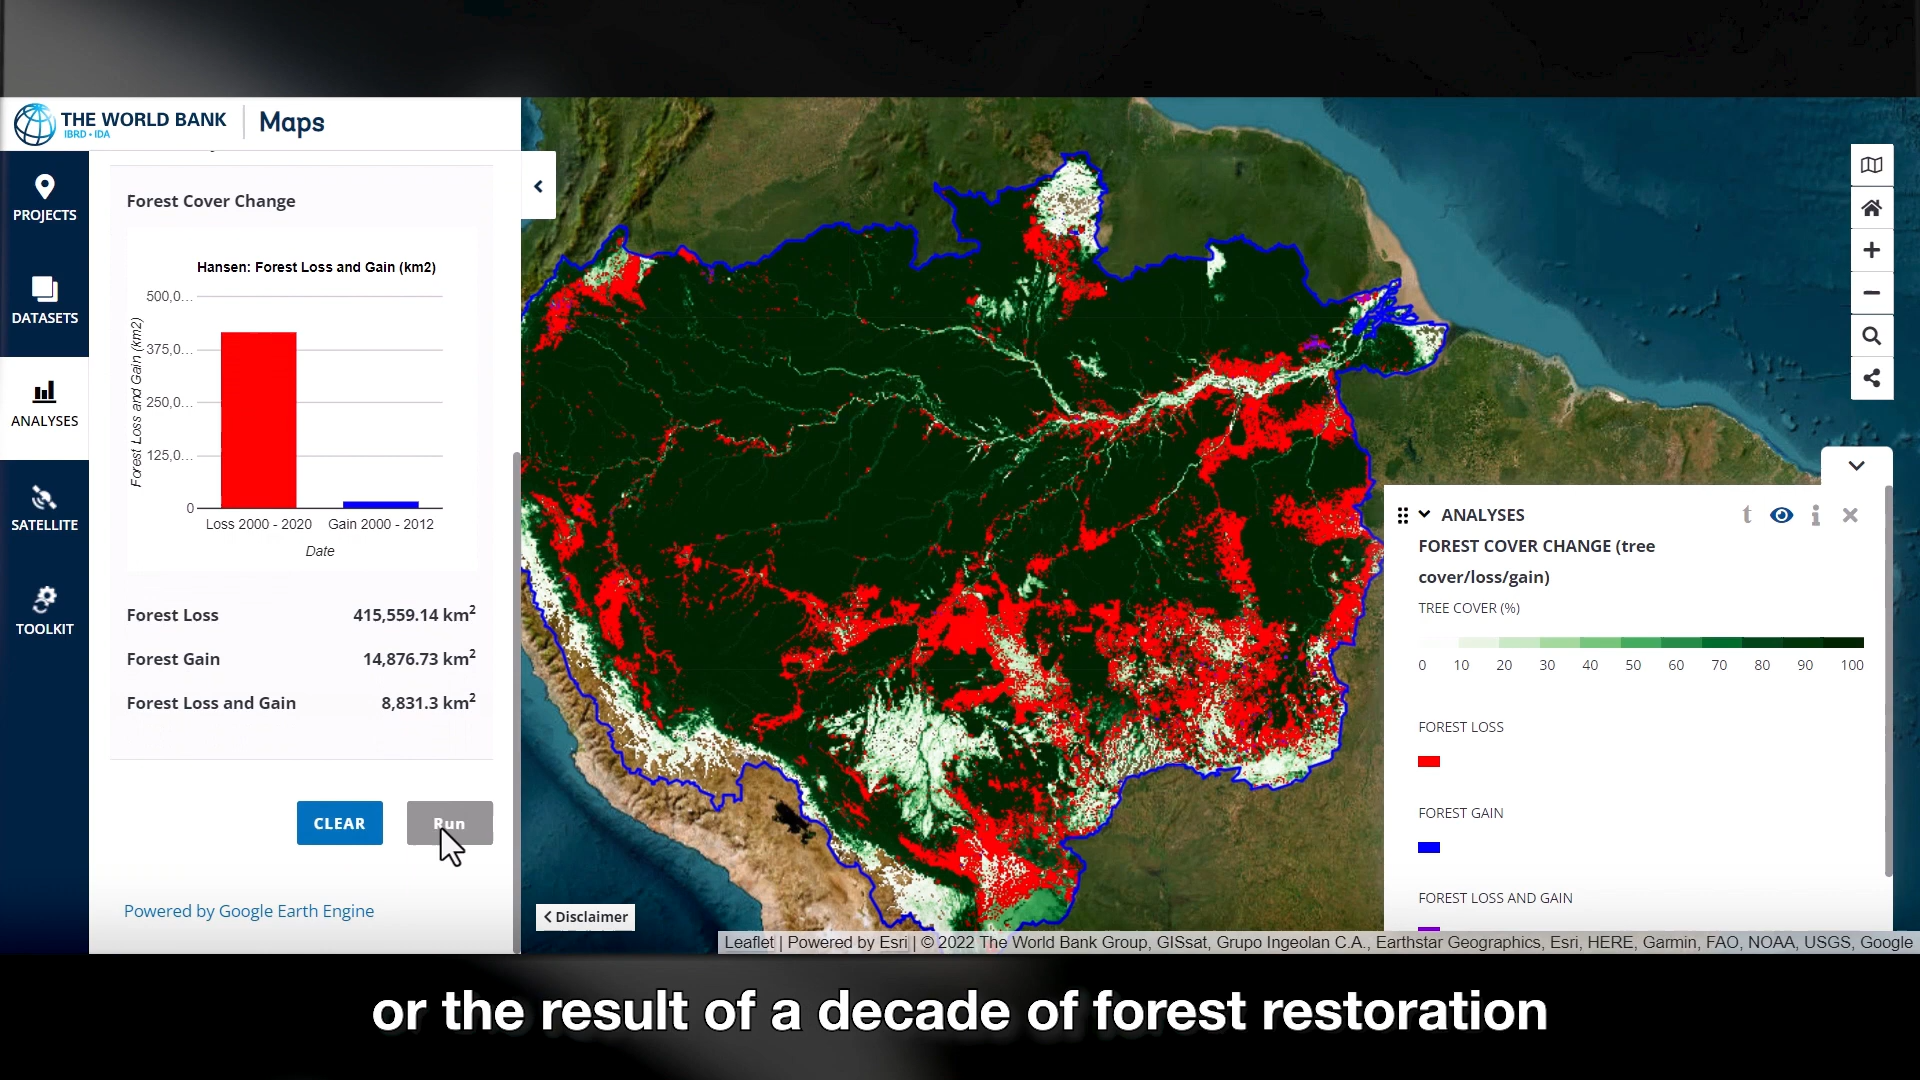 THE WORLD BANK
IBRD • IDA
Maps
PROJECTS
DATASETS
ANALYSES
SATELLITE
TOOLKIT
Forest Cover Change
Hansen: Forest Loss and Gain (km2)
Forest Loss and Gain (km2)
500,0...
375,0...
250,0...
125,0...
0
Loss 2000 - 2020 Gain 2000 - 2012
Date
Forest Loss 415,559.14 km²
Forest Gain 14,876.73 km²
Forest Loss and Gain 8,831.3 km²
CLEAR
Run
Powered by Google Earth Engine
Disclaimer
ANALYSES
FOREST COVER CHANGE (tree
cover/loss/gain)
TREE COVER (%)
0 10 20 30 40 50 60 70 80 90 100
FOREST LOSS
FOREST GAIN
FOREST LOSS AND GAIN
Leaflet | Powered by Esri | © 2022 The World Bank Group, GISsat, Grupo Ingeolan C.A., Earthstar Geographics, Esri, HERE, Garmin, FAO, NOAA, USGS, Google
or the result of a decade of forest restoration